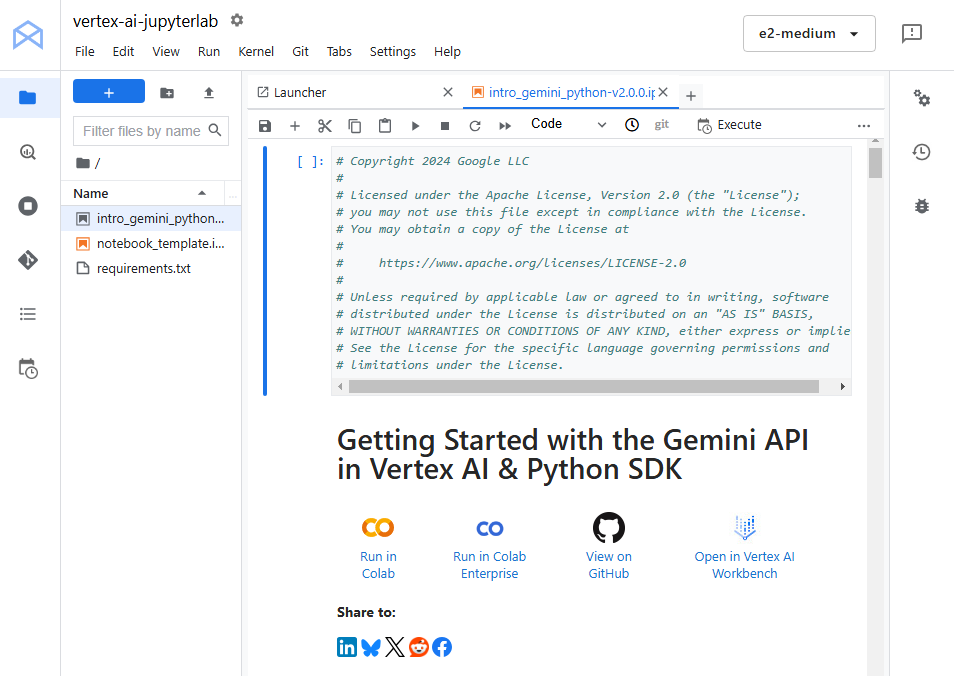 vertex-ai-jupyterlab
File Edit View Run Kernel Git Tabs Settings Help
e2-medium
Launcher
intro_gemini_python-v2.0.0.ip
Filter files by name
Code
git
Execute
/
Name
intro_gemini_python...
notebook_template.i...
requirements.txt
[ ]: # Copyright 2024 Google LLC
#
# Licensed under the Apache License, Version 2.0 (the "License");
# you may not use this file except in compliance with the License.
# You may obtain a copy of the License at
#
#     https://www.apache.org/licenses/LICENSE-2.0
#
# Unless required by applicable law or agreed to in writing, software
# distributed under the License is distributed on an "AS IS" BASIS,
# WITHOUT WARRANTIES OR CONDITIONS OF ANY KIND, either express or implie
# See the License for the specific language governing permissions and
# limitations under the License.
Getting Started with the Gemini API
in Vertex AI & Python SDK
Run in
Colab
Run in Colab
Enterprise
View on
GitHub
Open in Vertex AI
Workbench
Share to: